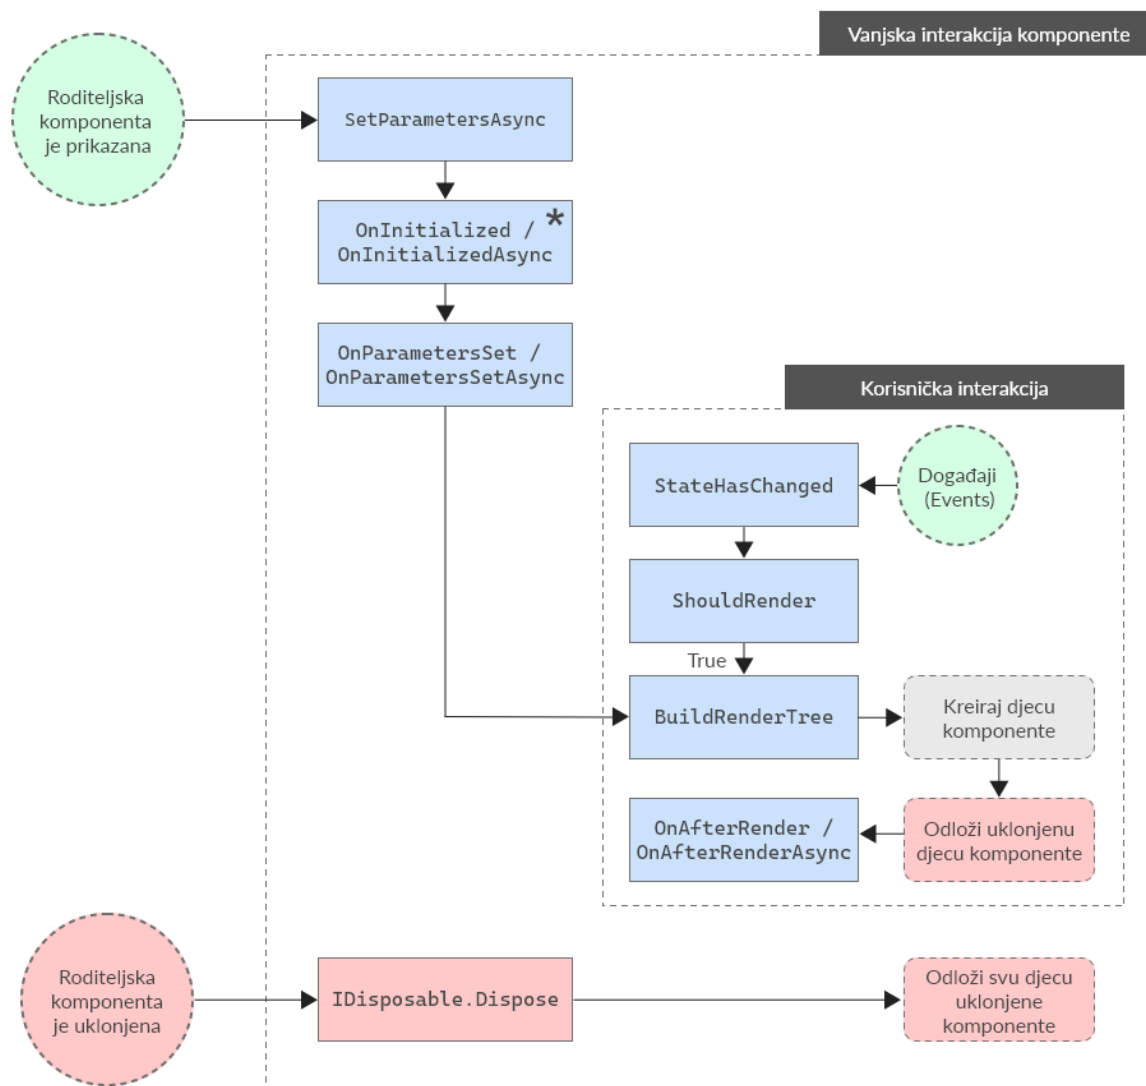 Vanjska interakcija komponente
Roditeljska
komponenta
je prikazana
SetParametersAsync
OnInitialized / *
OnInitializedAsync
OnParametersSet /
OnParametersSetAsync
Korisnička interakcija
StateHasChanged
Događaji
(Events)
ShouldRender
True
BuildRenderTree
Kreiraj djecu
komponente
OnAfterRender /
OnAfterRenderAsync
Odloži uklonjenu
djecu komponente
Roditeljska
komponenta
je uklonjena
IDisposable.Dispose
Odloži svu djecu
uklonjene
komponente